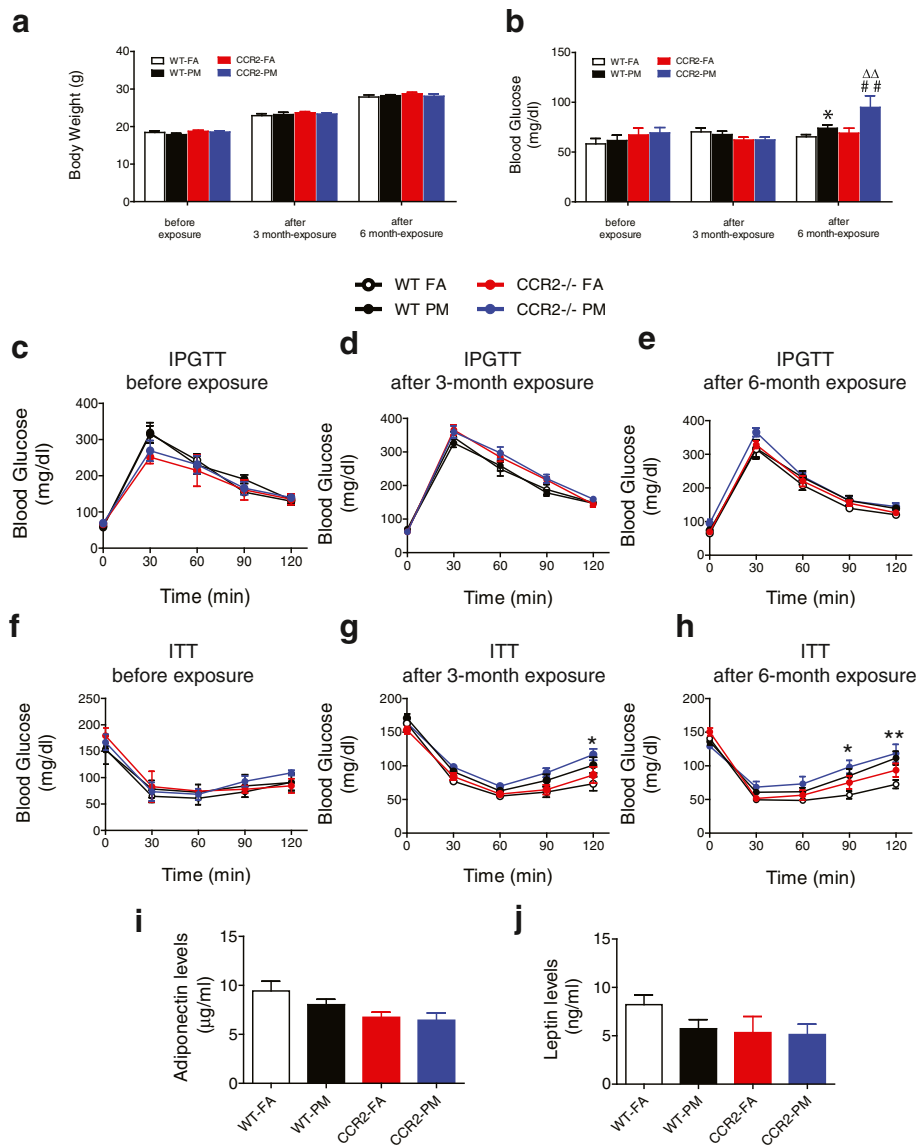 a
Body Weight (g)
40
30
20
10
0
WT-FA
WT-PM
CCR2-FA
CCR2-PM
before
exposure
after
3 month-exposure
after
6 month-exposure
b
Blood Glucose
(mg/dl)
150
100
50
0
WT-FA
WT-PM
CCR2-FA
CCR2-PM
*
ΔΔ
##
before
exposure
after
3 month-exposure
after
6 month-exposure
WT FA
WT PM
CCR2-/- FA
CCR2-/- PM
c
IPGTT
before exposure
Blood Glucose
(mg/dl)
400
300
200
100
0
0 30 60 90 120
Time (min)
d
IPGTT
after 3-month exposure
Blood Glucose
(mg/dl)
400
300
200
100
0
0 30 60 90 120
Time (min)
e
IPGTT
after 6-month exposure
Blood Glucose
(mg/dl)
400
300
200
100
0
0 30 60 90 120
Time (min)
f
ITT
before exposure
Blood Glucose
(mg/dl)
250
200
150
100
50
0
0 30 60 90 120
Time (min)
g
ITT
after 3-month exposure
Blood Glucose
(mg/dl)
200
150
100
50
0
*
0 30 60 90 120
Time (min)
h
ITT
after 6-month exposure
Blood Glucose
(mg/dl)
200
150
100
50
0
* **
0 30 60 90 120
Time (min)
i
Adiponectin levels
(μg/ml)
15
10
5
0
WT-FA
WT-PM
CCR2-FA
CCR2-PM
j
Leptin levels
(ng/ml)
15
10
5
0
WT-FA
WT-PM
CCR2-FA
CCR2-PM